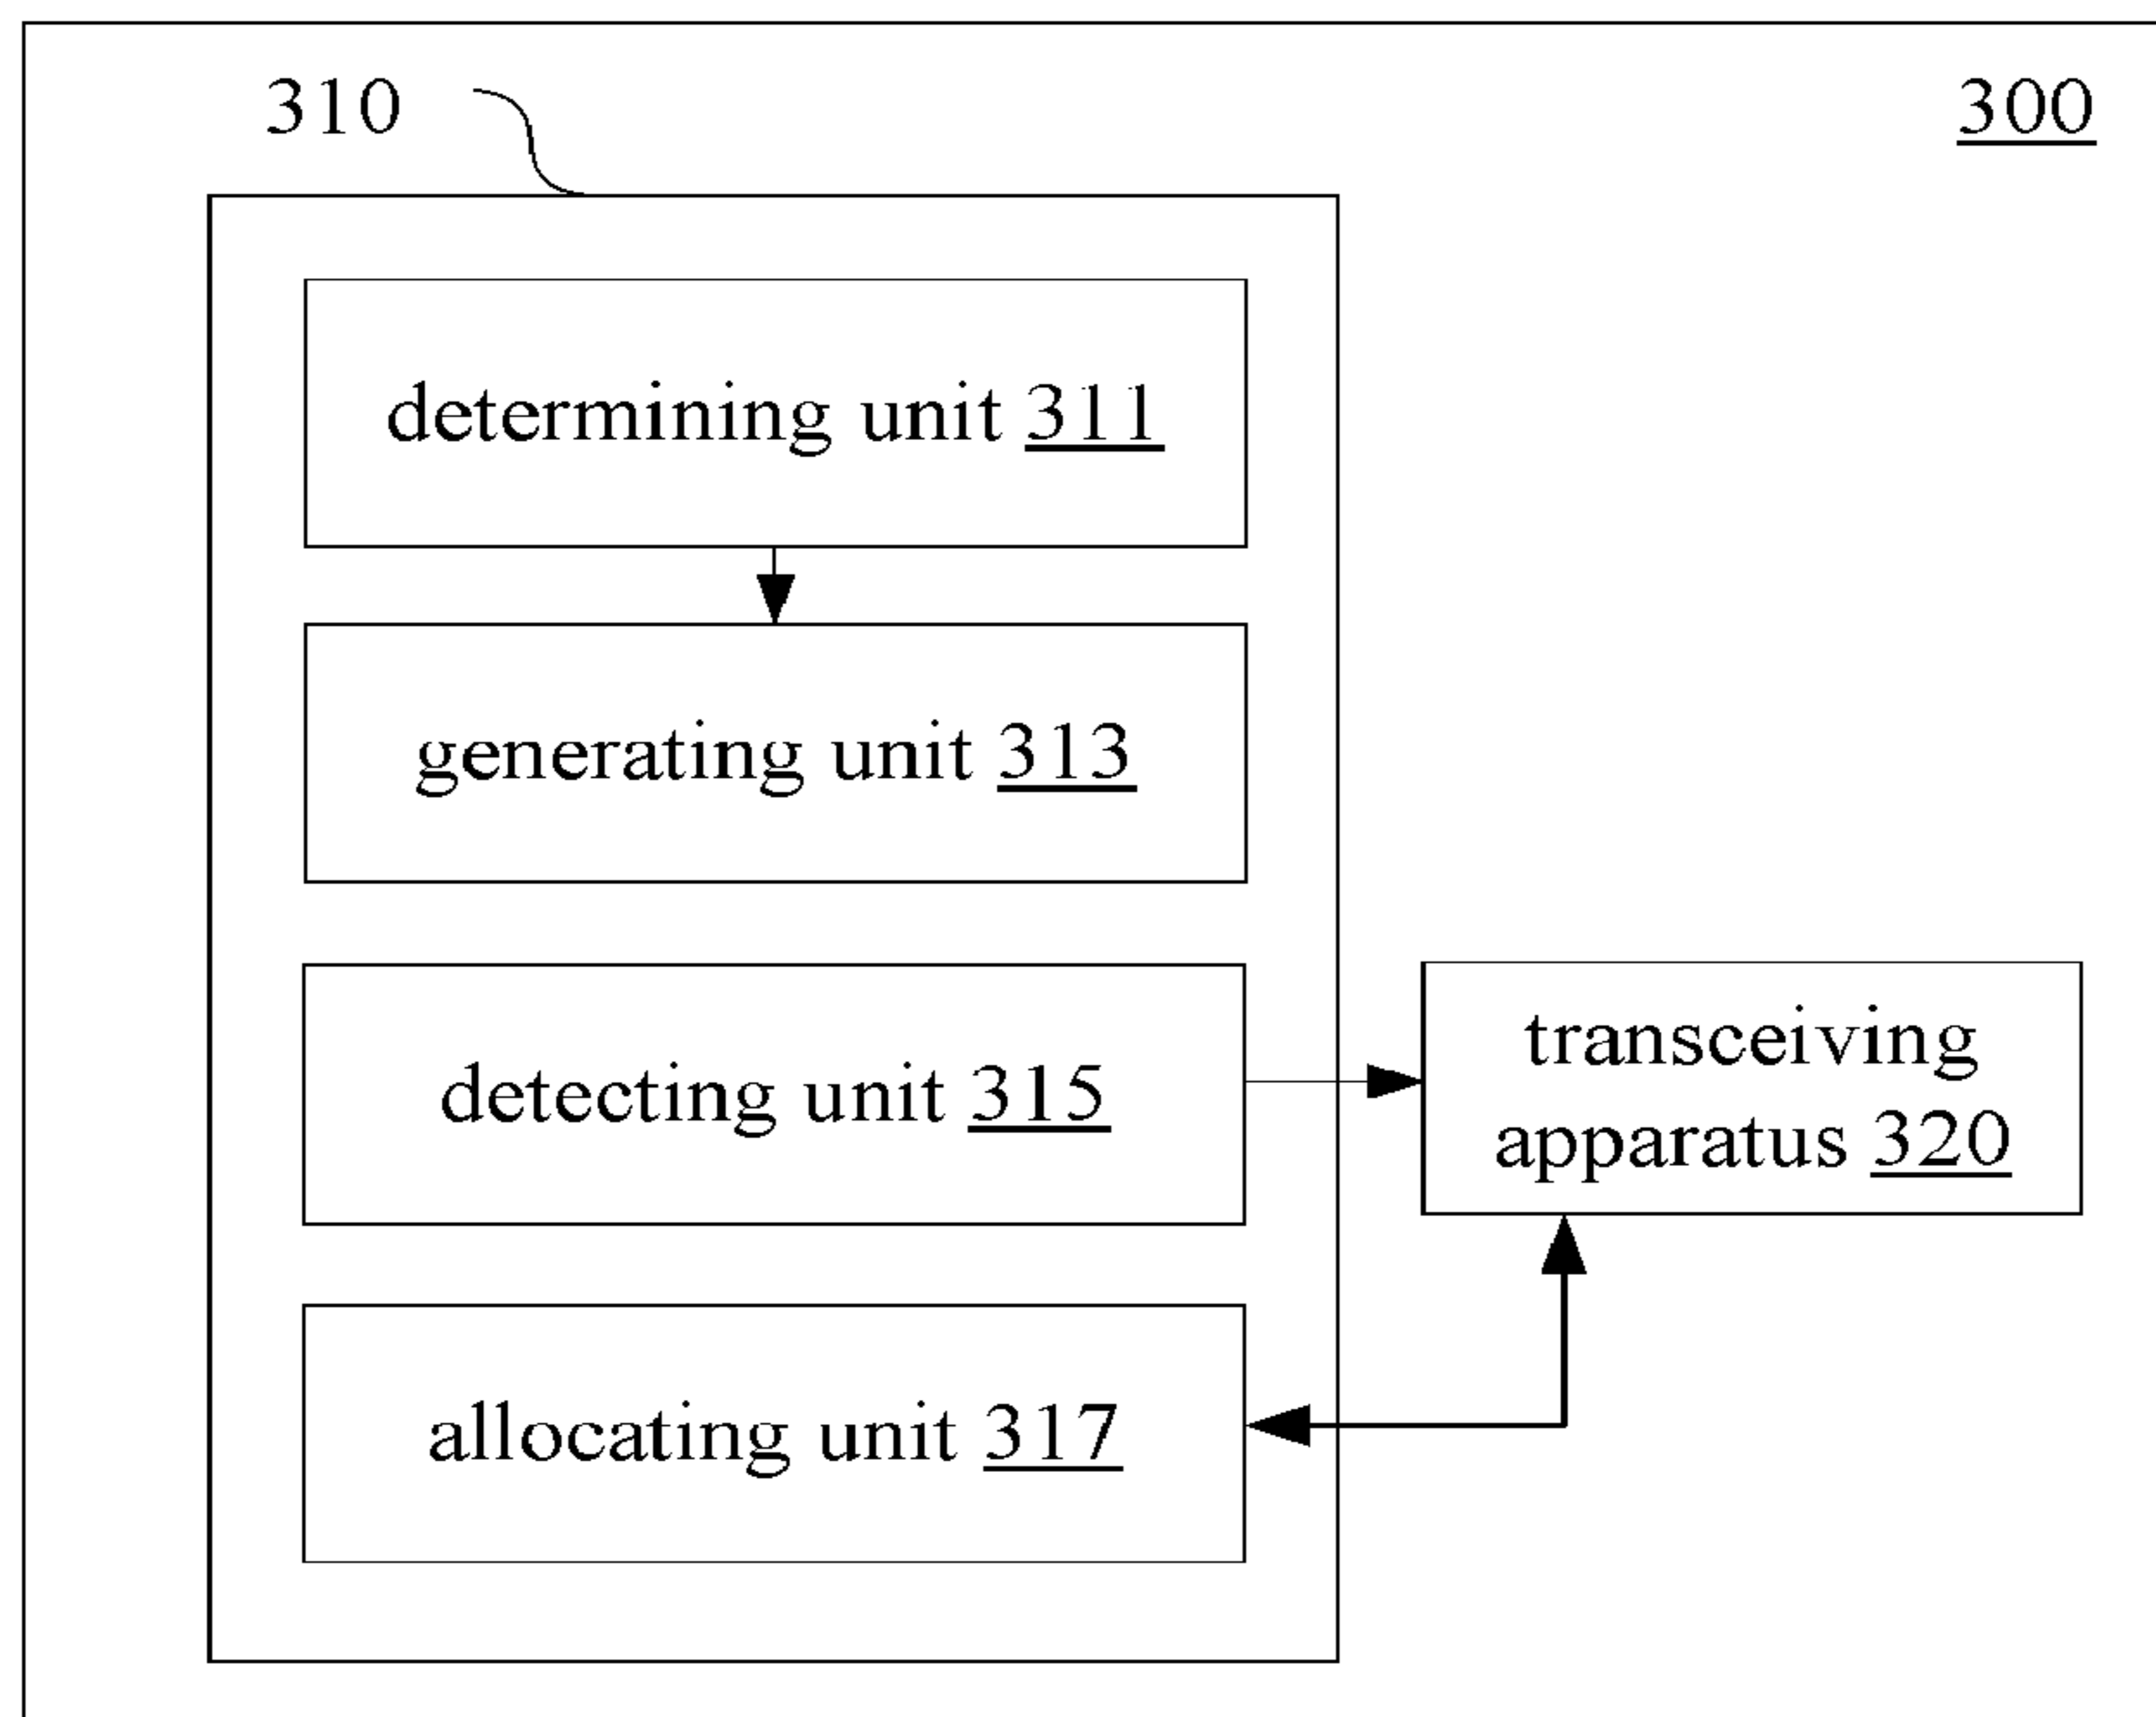 310
300
determining unit 311
generating unit 313
detecting unit 315
transceiving
apparatus 320
allocating unit 317